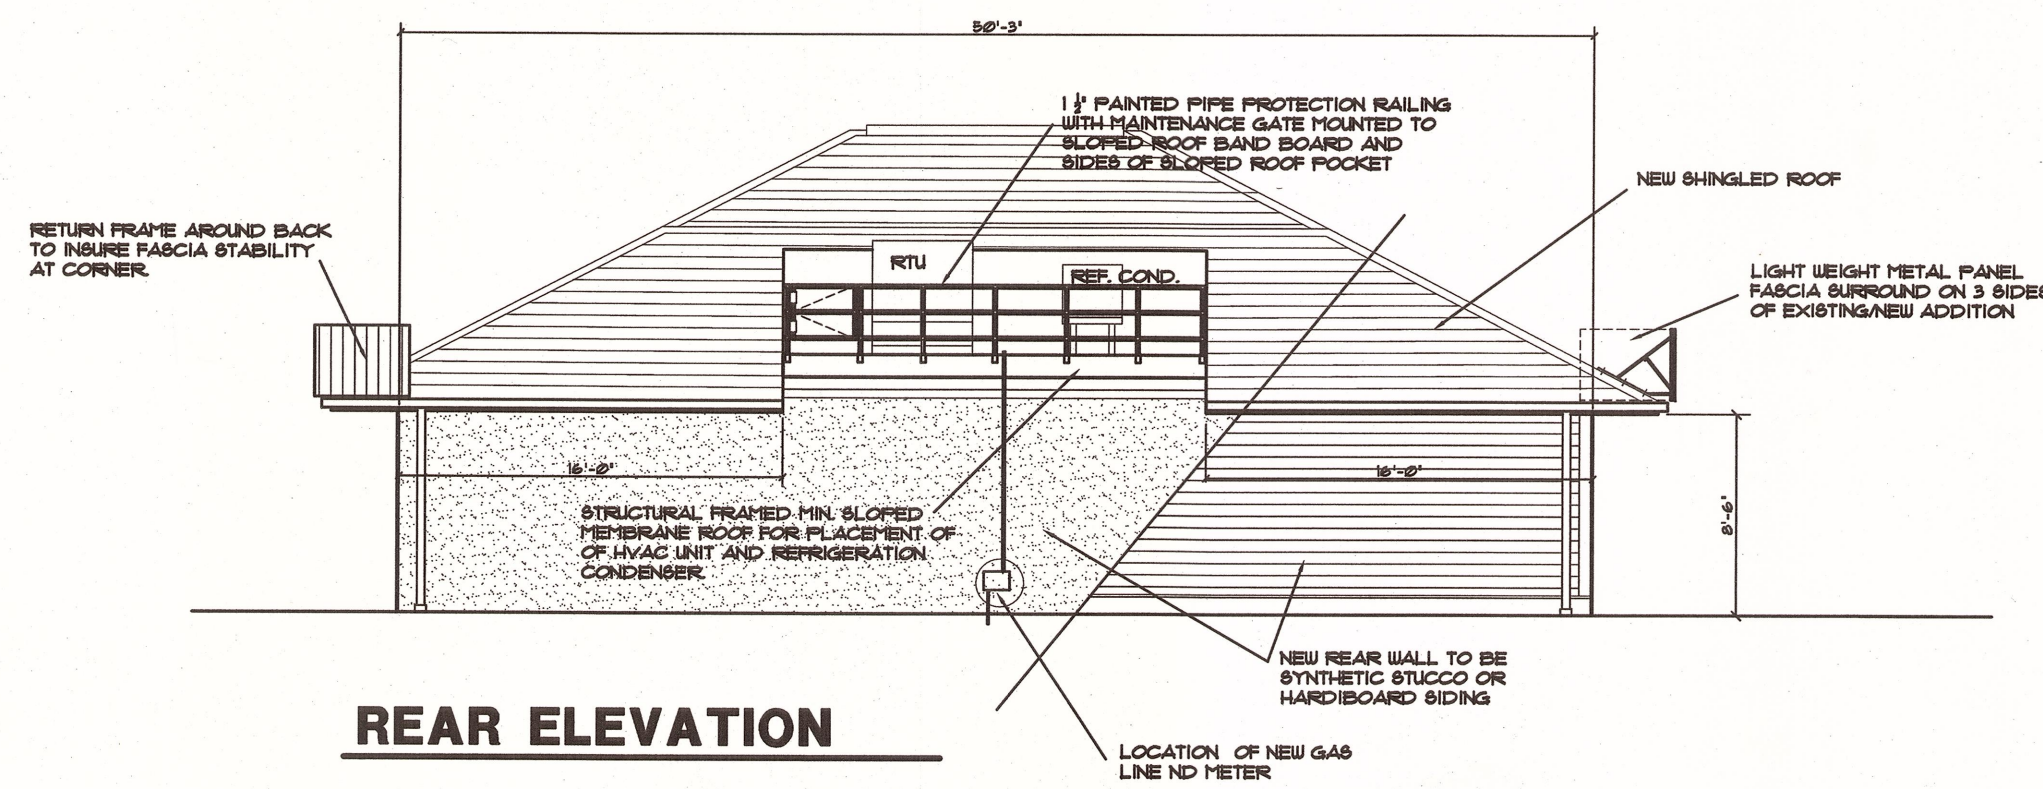 50'-3"
1 1/2" PAINTED PIPE PROTECTION RAILING
WITH MAINTENANCE GATE MOUNTED TO
SLOPED ROOF BAND BOARD AND
SIDES OF SLOPED ROOF POCKET
NEW SHINGLED ROOF
RETURN FRAME AROUND BACK
TO INSURE FASCIA STABILITY
AT CORNER
RTU
REF. COND.
LIGHT WEIGHT METAL PANEL
FASCIA SURROUND ON 3 SIDES
OF EXISTING/NEW ADDITION
16'-0"
16'-0"
8'-6"
STRUCTURAL FRAMED MIN. SLOPED
MEMBRANE ROOF FOR PLACEMENT OF
OF HVAC UNIT AND REFRIGERATION
CONDENSER
NEW REAR WALL TO BE
SYNTHETIC STUCCO OR
HARDIBOARD SIDING
REAR ELEVATION
LOCATION OF NEW GAS
LINE ND METER